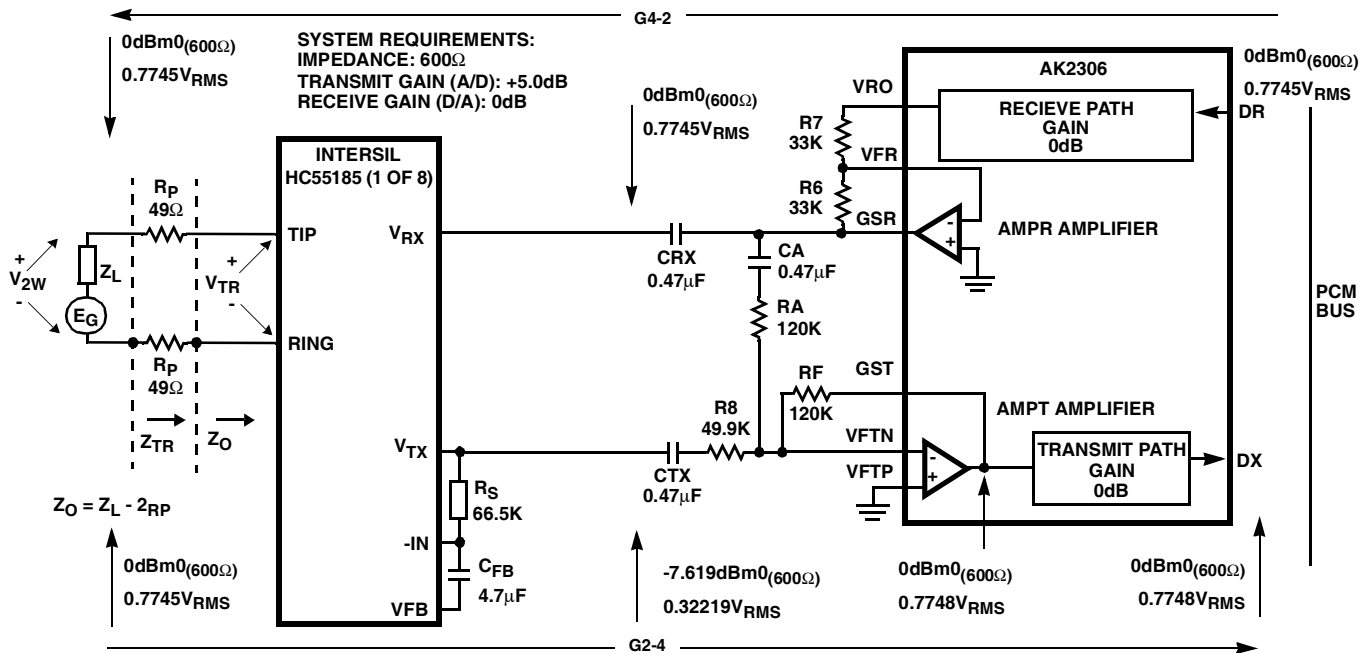 G4-2
0dBm0(600Ω)
0.7745VRMS
SYSTEM REQUIREMENTS:
IMPEDANCE: 600Ω
TRANSMIT GAIN (A/D): +5.0dB
RECEIVE GAIN (D/A): 0dB
0dBm0(600Ω)
0.7745VRMS
AK2306
0dBm0(600Ω)
0.7745VRMS
VRO
RECIEVE PATH
GAIN
0dB
DR
R7
33K
VFR
R6
33K
GSR
-
+
AMPR AMPLIFIER
INTERSIL
HC55185 (1 OF 8)
RP
49Ω
TIP
VRX
CRX
0.47μF
CA
0.47μF
+
V2W
-
ZL
EG
+
VTR
-
RA
120K
PCM
BUS
RING
RP
49Ω
ZTR
ZO
RF
120K
GST
AMPT AMPLIFIER
R8
49.9K
VTX
CTX
0.47μF
VFTN
VFTP
-
+
TRANSMIT PATH
GAIN
0dB
DX
RS
66.5K
ZO = ZL - 2RP
-IN
CFB
4.7μF
VFB
0dBm0(600Ω)
0.7745VRMS
-7.619dBm0(600Ω)
0.32219VRMS
0dBm0(600Ω)
0.7748VRMS
0dBm0(600Ω)
0.7748VRMS
G2-4